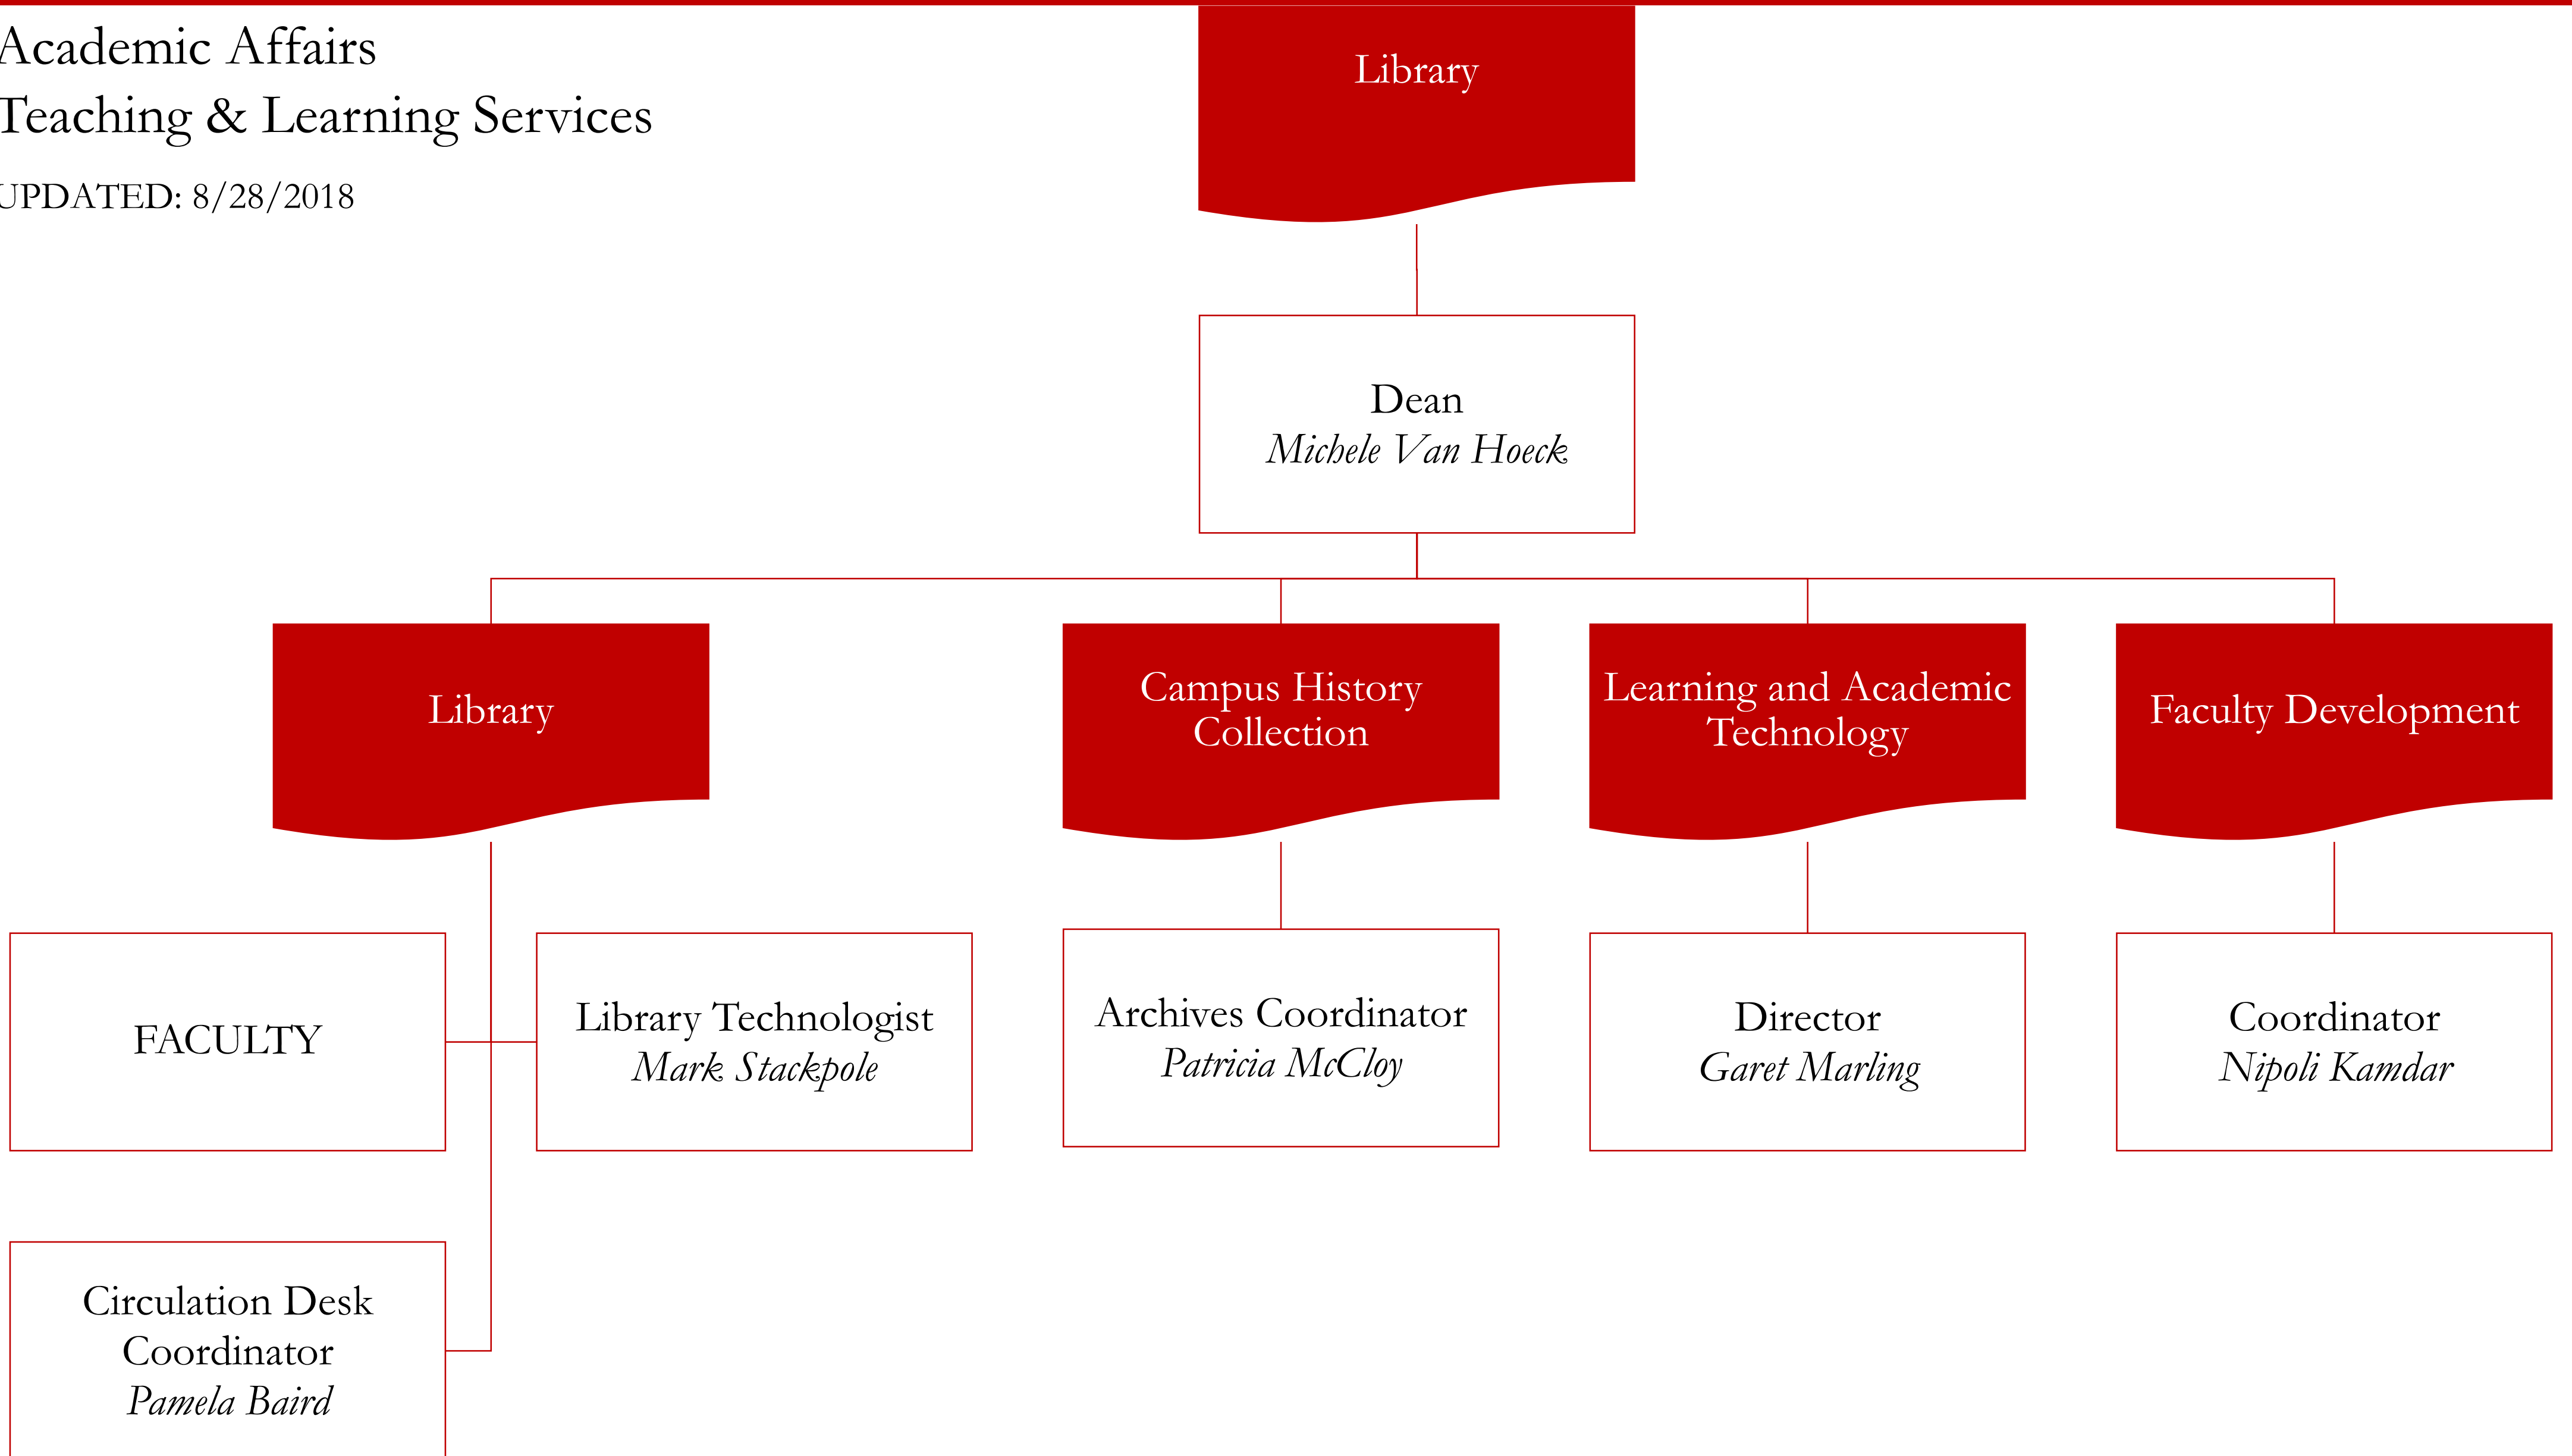 Academic Affairs
Teaching & Learning Services
UPDATED: 8/28/2018
Library
Dean
Michele Van Hoeck
Library
Campus History
Collection
Learning and Academic
Technology
Faculty Development
FACULTY
Library Technologist
Mark Stackpole
Archives Coordinator
Patricia McCloy
Director
Garet Marling
Coordinator
Nipoli Kamdar
Circulation Desk
Coordinator
Pamela Baird